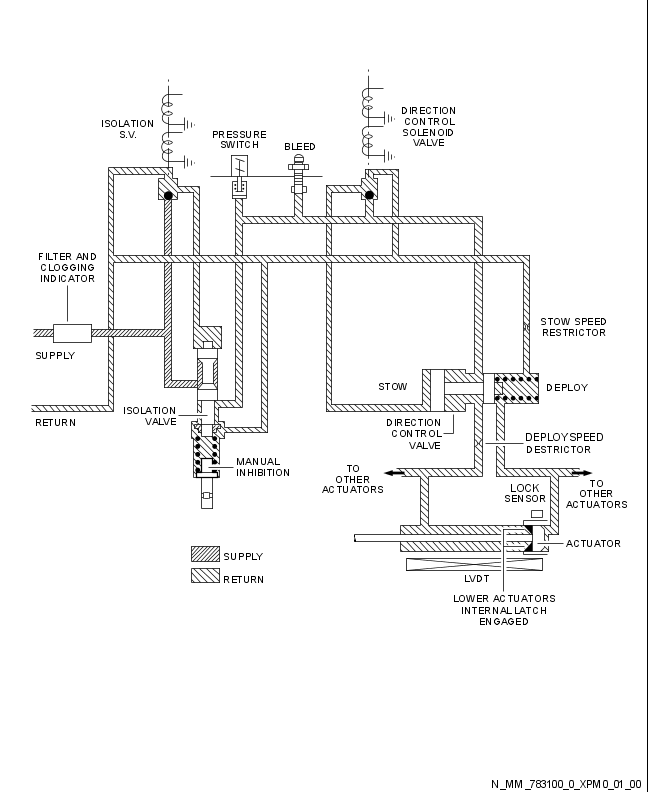 ISOLATION
S.V.
PRESSURE
SWITCH
BLEED
DIRECTION
CONTROL
SOLENOID
VALVE
FILTER AND
CLOGGING
INDICATOR
SUPPLY
RETURN
STOW SPEED
RESTRICTOR
STOW
DEPLOY
ISOLATION
VALVE
DIRECTION
CONTROL
VALVE
DEPLOY SPEED
DESTRICTOR
MANUAL
INHIBITION
TO
OTHER
ACTUATORS
LOCK
SENSOR
TO
OTHER
ACTUATORS
ACTUATOR
SUPPLY
RETURN
LVDT
LOWER ACTUATORS
INTERNAL LATCH
ENGAGED
N_MM_783100_0_XPM0_01_00